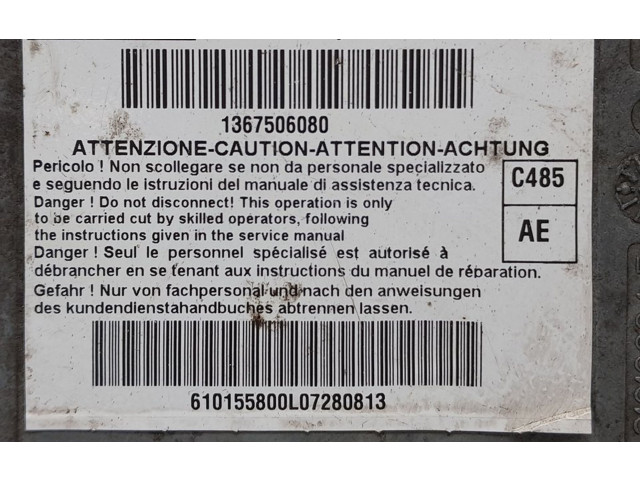 1367506080
ATTENZIONE-CAUTION-ATTENTION-ACHTUNG
Pericolo ! Non scollegare se non da personale specializzato
e seguendo le istruzioni del manuale di assistenza tecnica.
C485
Danger ! Do not disconnect! This operation is only
to be carried cut by skilled operators, following
the instructions given in the service manual
AE
Danger ! Seul le personnel spécialisé est autorisé à
débrancher en se tenant aux instructions du manuel de réparation.
Gefahr ! Nur von fachpersonal und nach den anweisungen
des kundendienstahandbuches abtrennen lassen.
610155800L07280813